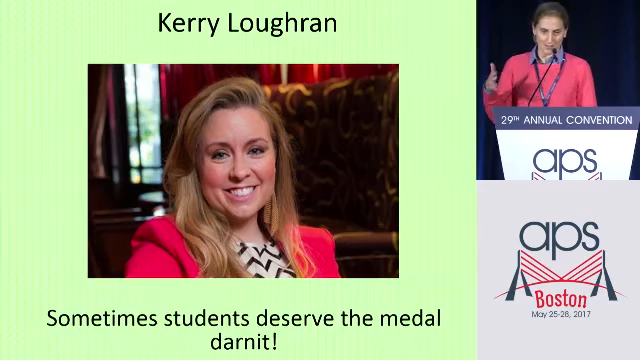 Kerry Loughran
Sometimes students deserve the medal
darnit!
29TH ANNUAL CONVENTION
aps
aps
Boston
May 25-28, 2017